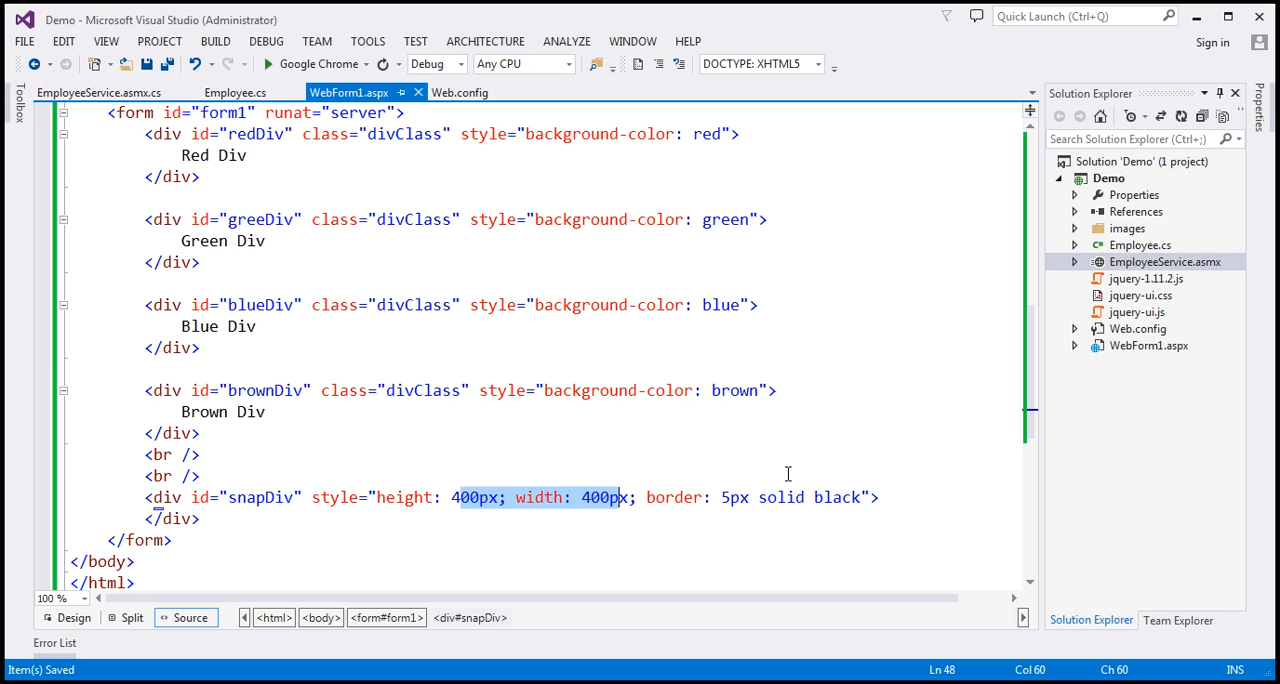 Demo - Microsoft Visual Studio (Administrator)
Quick Launch (Ctrl+Q)
FILE EDIT VIEW PROJECT BUILD DEBUG TEAM TOOLS TEST ARCHITECTURE ANALYZE WINDOW HELP
Sign in
Google Chrome Debug Any CPU DOCTYPE: XHTML5
Toolbox
EmployeeService.asmx.cs Employee.cs WebForm1.aspx Web.config
<form id="form1" runat="server">
<div id="redDiv" class="divClass" style="background-color: red">
Red Div
</div>
<div id="greeDiv" class="divClass" style="background-color: green">
Green Div
</div>
<div id="blueDiv" class="divClass" style="background-color: blue">
Blue Div
</div>
<div id="brownDiv" class="divClass" style="background-color: brown">
Brown Div
</div>
<br />
<br />
<div id="snapDiv" style="height: 400px; width: 400px; border: 5px solid black">
</div>
</form>
</body>
</html>
100 %
Design Split Source <html> <body> <form#form1> <div#snapDiv>
Error List
Solution Explorer
Search Solution Explorer (Ctrl+;)
Solution 'Demo' (1 project)
Demo
Properties
References
images
Employee.cs
EmployeeService.asmx
jquery-1.11.2.js
jquery-ui.css
jquery-ui.js
Web.config
WebForm1.aspx
Solution Explorer Team Explorer
Properties
Item(s) Saved Ln 48 Col 60 Ch 60 INS